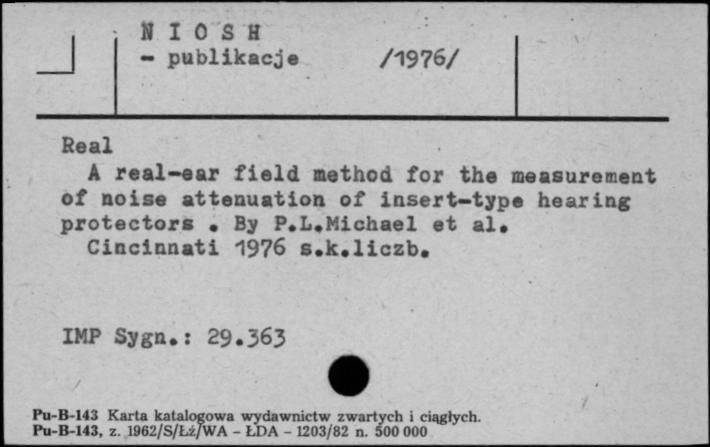 N I O S H
- publikacje /1976/
Real
A real-ear field method for the measurement
of noise attenuation of insert-type hearing
protectors . By P.L.Michael et al.
Cincinnati 1976 s.k.liczb.
IMP Sygn.: 29.363
Pu-B-143 Karta katalogowa wydawnictw zwartych i ciągłych.
Pu-B-143, z. 1962/S/Łź/WA - ŁDA - 1203/82 n. 500 000